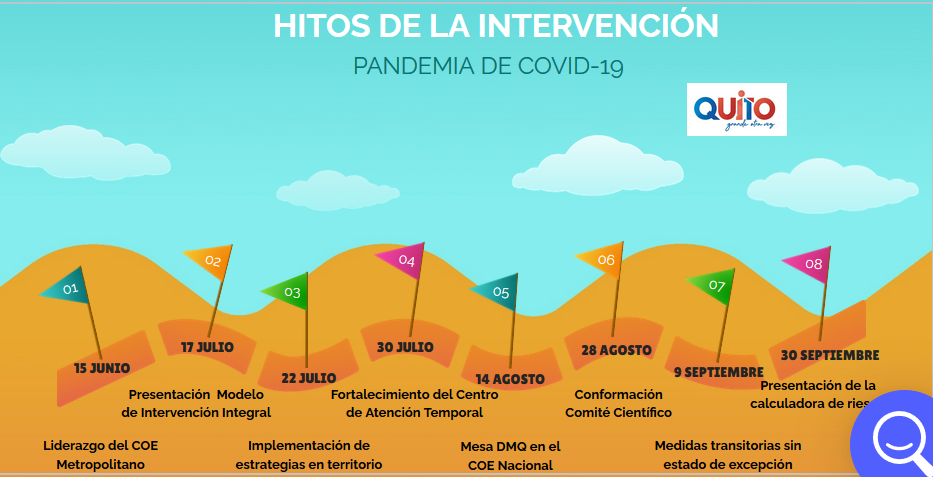 HITOS DE LA INTERVENCIÓN
PANDEMIA DE COVID-19
QUITO
grande otra vez
01
02
03
04
05
06
07
08
15 JUNIO
17 JULIO
22 JULIO
30 JULIO
14 AGOSTO
28 AGOSTO
9 SEPTIEMBRE
30 SEPTIEMBRE
Presentación Modelo
de Intervención Integral
Fortalecimiento del Centro
de Atención Temporal
Conformación
Comité Científico
Presentación de la
calculadora de
Liderazgo del COE
Metropolitano
Implementación de
estrategias en territorio
Mesa DMQ en el
COE Nacional
Medidas transitorias sin
estado de excepción